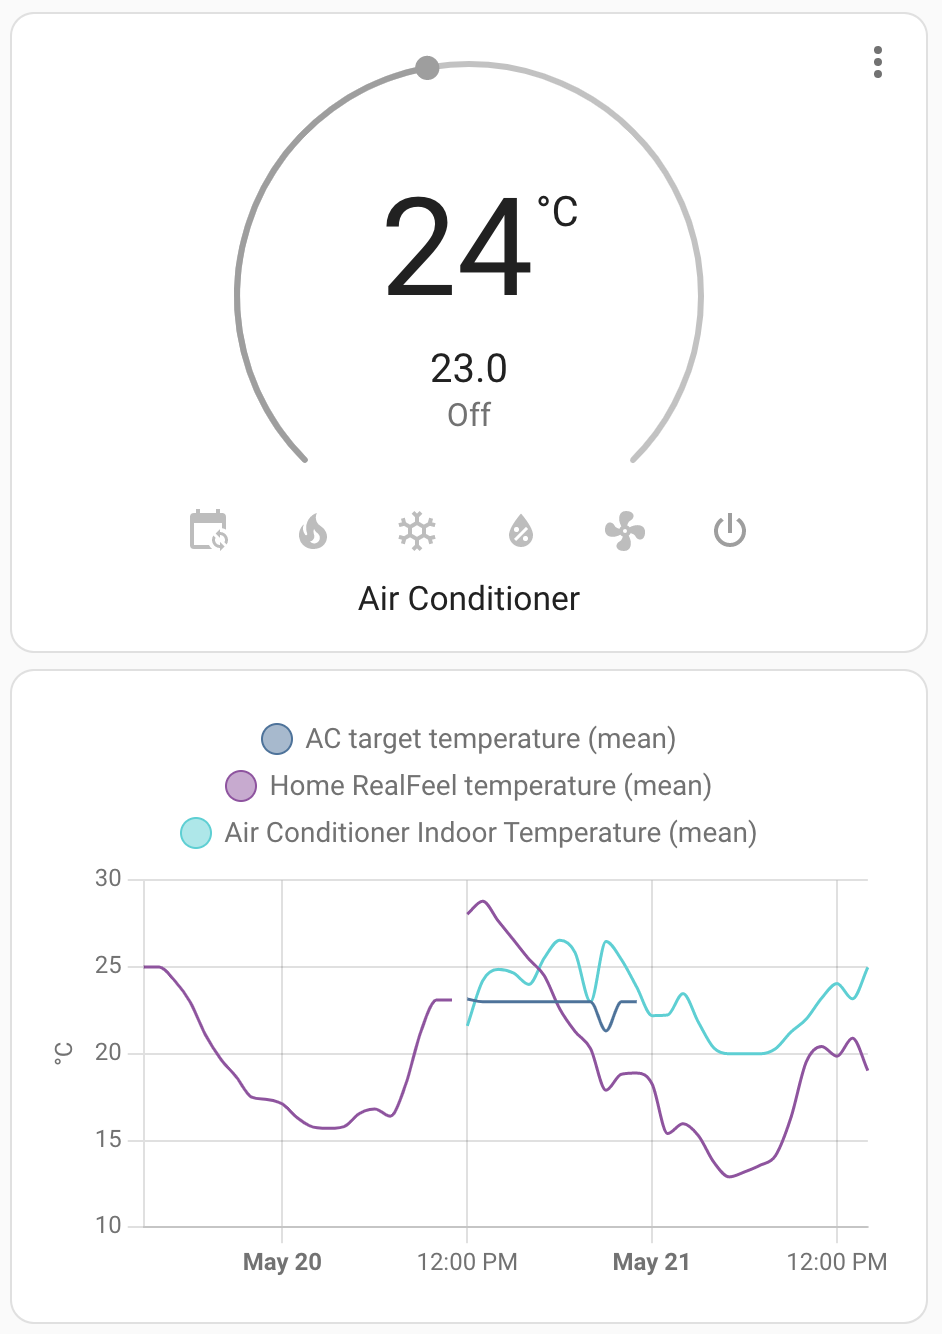 24 °C
23.0
Off
Air Conditioner
AC target temperature (mean)
Home RealFeel temperature (mean)
Air Conditioner Indoor Temperature (mean)
30
25
20
°C
15
10
May 20 12:00 PM May 21 12:00 PM